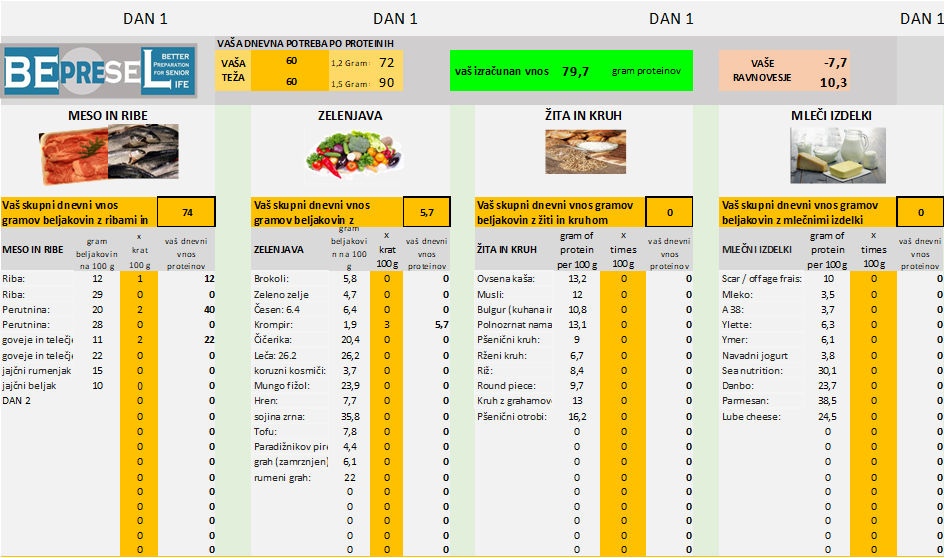 DAN 1 DAN 1 DAN 1 DAN 1
BEPRESEL BETTER PREPARATION FOR SENIOR LIFE
VAŠA DNEVNA POTREBA PO PROTEINIH
VAŠA TEŽA 60 1,2 Gram 72
60 1,5 Gram 90
vaš izračunan vnos 79,7 gram proteinov
VAŠE RAVNOVESJE -7,7
10,3
MESO IN RIBE
Vaš skupni dnevni vnos
gramov beljakovin z ribami in
74
MESO IN RIBE gram beljakovin na 100 g x krat 100 g vaš dnevni vnos proteinov
Riba: 12 1 12
Riba: 29 0 0
Perutnina: 20 2 40
Perutnina: 28 0 0
goveje in telečje 11 2 22
goveje in telečje 22 0 0
jajčni rumenjak 15 0 0
jajčni beljak 10 0 0
DAN 2 0 0
0 0
0 0
0 0
0 0
0 0
0 0
0 0
0 0
0 0
0 0
ZELENJAVA
Vaš skupni dnevni vnos
gramov beljakovin z
5,7
ZELENJAVA gram beljakovin na 100 g x krat 100 g vaš dnevni vnos proteinov
Brokoli: 5,8 0 0
Zeleno zelje 4,7 0 0
Česen: 6.4 6,4 0 0
Krompir: 1,9 3 5,7
Čičerika: 20,4 0 0
Leča: 26.2 26,2 0 0
koruzni kosmiči: 3,7 0 0
Mungo fižol: 23,9 0 0
Hren: 7,7 0 0
sojina zrna: 35,8 0 0
Tofu: 7,8 0 0
Paradižnikov pire 4,4 0 0
grah (zamrznjen) 6,1 0 0
rumeni grah: 22 0 0
0 0 0
0 0 0
0 0 0
0 0 0
0 0 0
ŽITA IN KRUH
Vaš skupni dnevni vnos gramov
beljakovin z žiti in kruhom
0
ŽITA IN KRUH gram of protein per 100 g x times 100 g vaš dnevni vnos proteinov
Ovsena kaša: 13,2 0 0
Musli: 12 0 0
Bulgur (kuhana in 10,8 0 0
Polnozrnat nama 13,1 0 0
Pšenični kruh: 9 0 0
Rženi kruh: 6,7 0 0
Riž: 8,4 0 0
Round piece: 9,7 0 0
Kruh z grahamove 13 0 0
Pšenični otrobi: 16,2 0 0
0 0 0
0 0 0
0 0 0
0 0 0
0 0 0
0 0 0
0 0 0
0 0 0
0 0 0
MLEČI IZDELKI
Vaš skupni dnevni vnos gramov
beljakovin z mlečnimi izdelki
0
MLEČNI IZDELKI gram of protein per 100 g x times 100 g vaš dnevni vnos proteinov
Scar / offage frais: 10 0 0
Mleko: 3,5 0 0
A 38: 3,7 0 0
Ylette: 6,3 0 0
Ymer: 6,1 0 0
Navadni jogurt 3,8 0 0
Sea nutrition: 30,1 0 0
Danbo: 23,7 0 0
Parmesan: 38,5 0 0
Lube cheese: 24,5 0 0
0 0 0
0 0 0
0 0 0
0 0 0
0 0 0
0 0 0
0 0 0
0 0 0
0 0 0